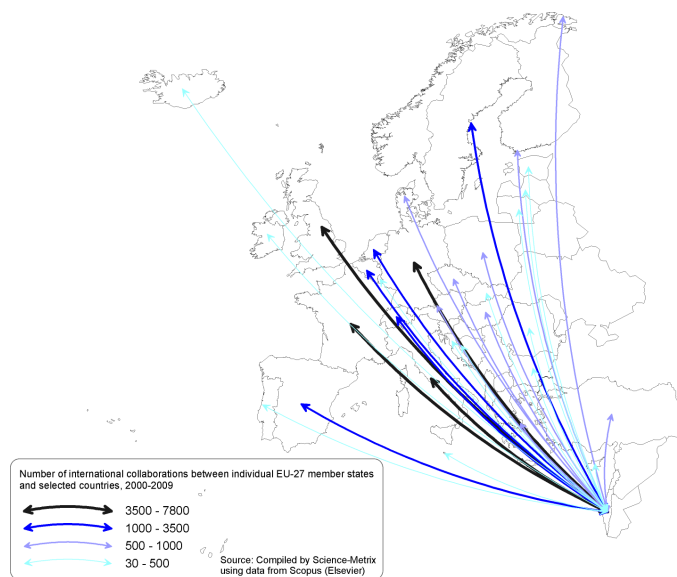 Number of international collaborations between individual EU-27 member states
and selected countries, 2000-2009
3500 - 7800
1000 - 3500
500 - 1000
30 - 500
Source: Compiled by Science-Metrix
using data from Scopus (Elsevier)